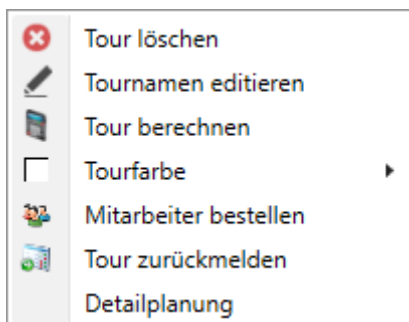 Tour löschen
Tournamen editieren
Tour berechnen
Tourfarbe
Mitarbeiter bestellen
Tour zurückmelden
Detailplanung